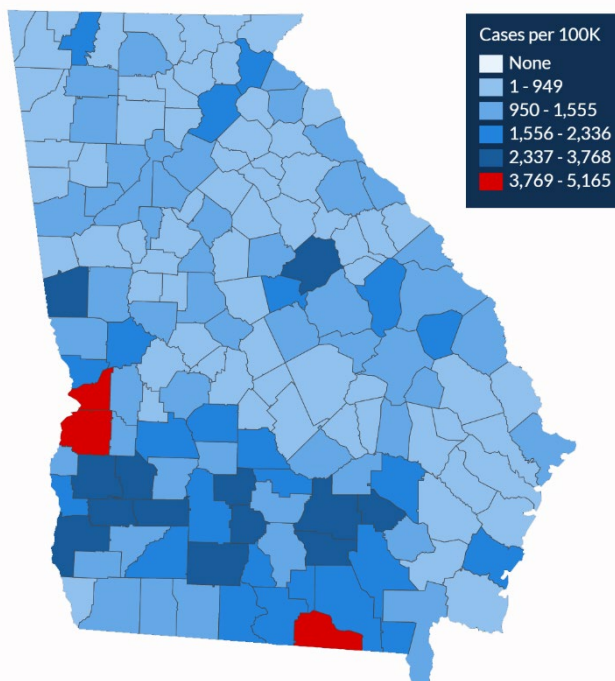 Cases per 100K
None
1 - 949
950 - 1,555
1,556 - 2,336
2,337 - 3,768
3,769 - 5,165